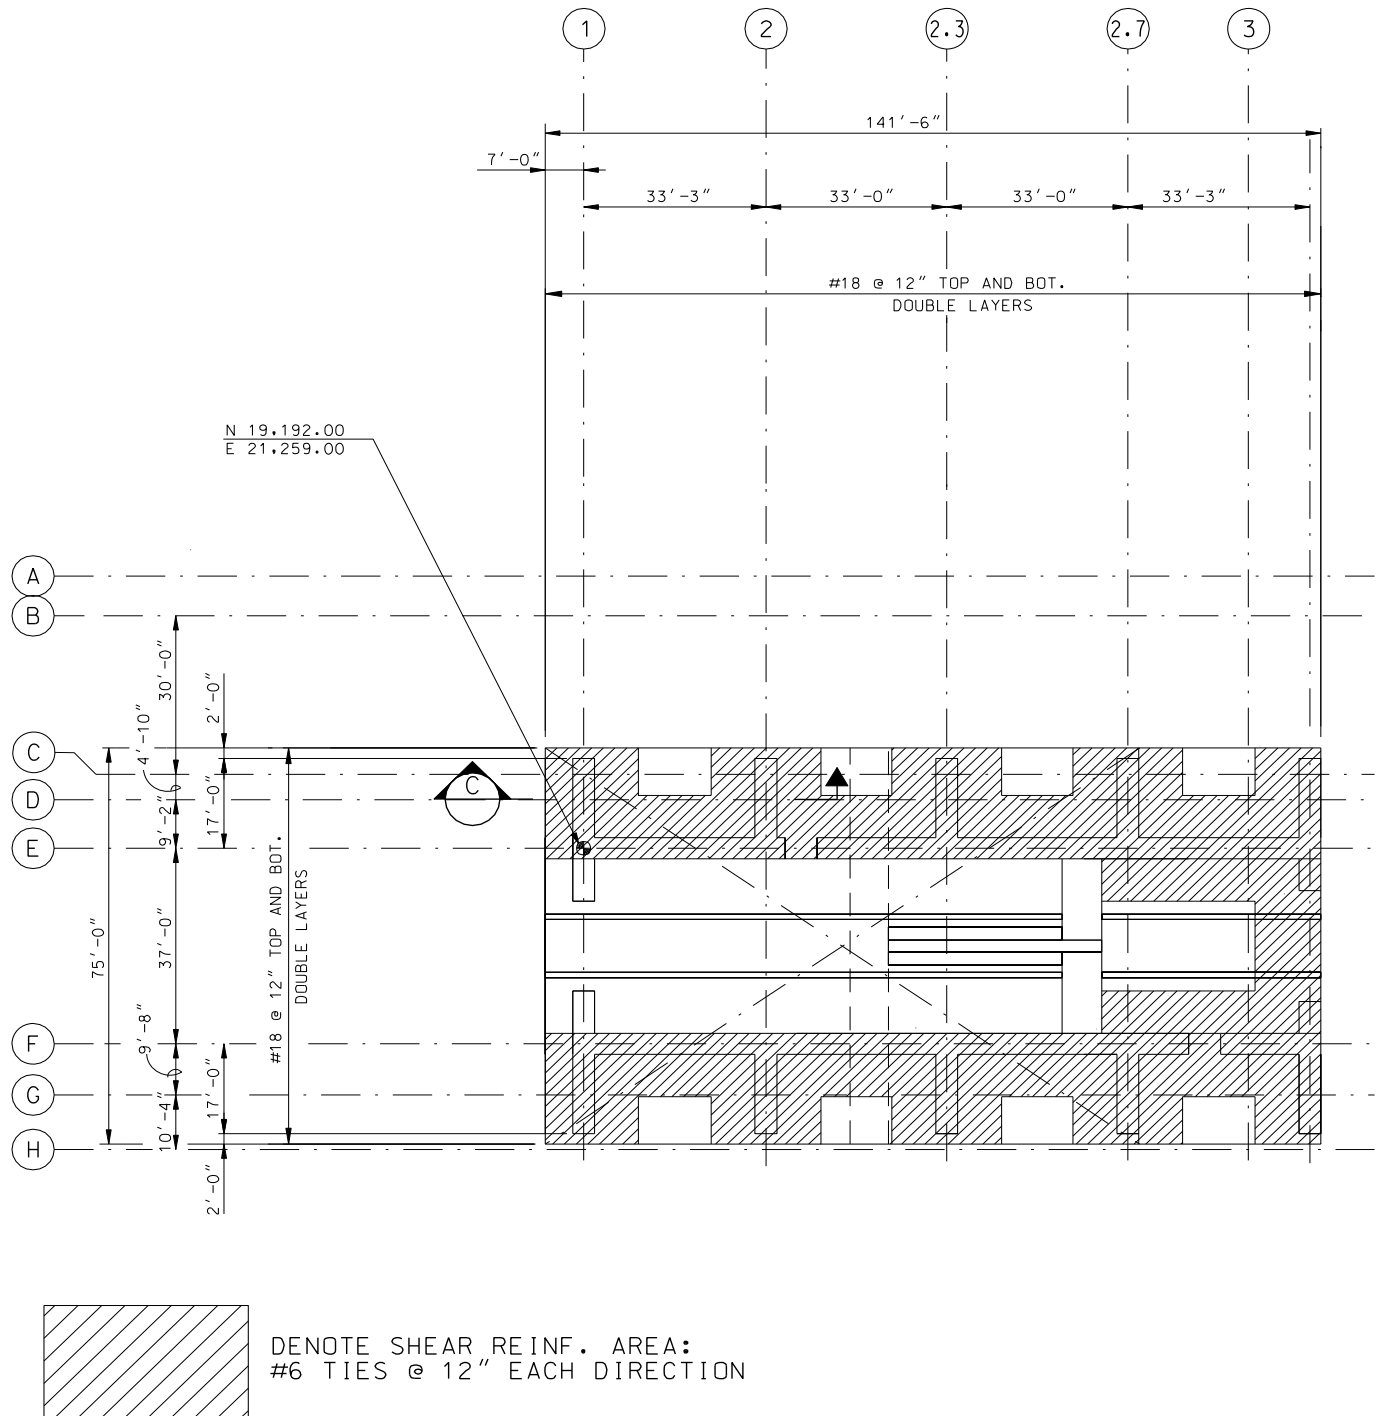 1
2
2.3
2.7
3
141'-6"
7'-0"
33'-3"
33'-0"
33'-0"
33'-3"
#18 @ 12" TOP AND BOT.
DOUBLE LAYERS
N 19,192.00
E 21,259.00
A
B
C
D
E
F
G
H
30'-0"
4'-10"
9'-2"
37'-0"
9'-8"
10'-4"
75'-0"
2'-0"
17'-0"
17'-0"
2'-0"
#18 @ 12" TOP AND BOT.
DOUBLE LAYERS
C
DENOTE SHEAR REINF. AREA:
#6 TIES @ 12" EACH DIRECTION